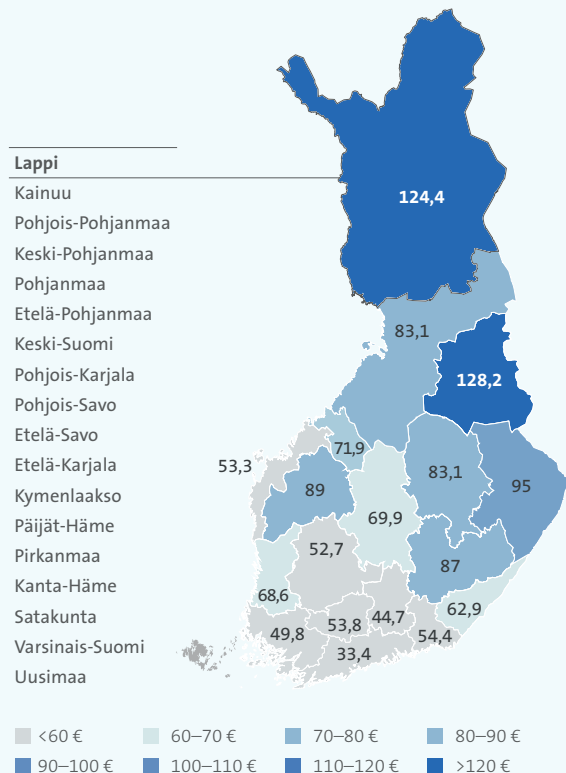 Lappi
Kainuu
Pohjois-Pohjanmaa
Keski-Pohjanmaa
Pohjanmaa
Etelä-Pohjanmaa
Keski-Suomi
Pohjois-Karjala
Pohjois-Savo
Etelä-Savo
Etelä-Karjala
Kymenlaakso
Päijät-Häme
Pirkanmaa
Kanta-Häme
Satakunta
Varsinais-Suomi
Uusimaa
124,4
83,1
128,2
71,9
53,3
83,1
95
89
69,9
52,7
87
68,6
62,9
44,7
53,8
49,8
54,4
33,4
<60 €
60–70 €
70–80 €
80–90 €
90–100 €
100–110 €
110–120 €
>120 €